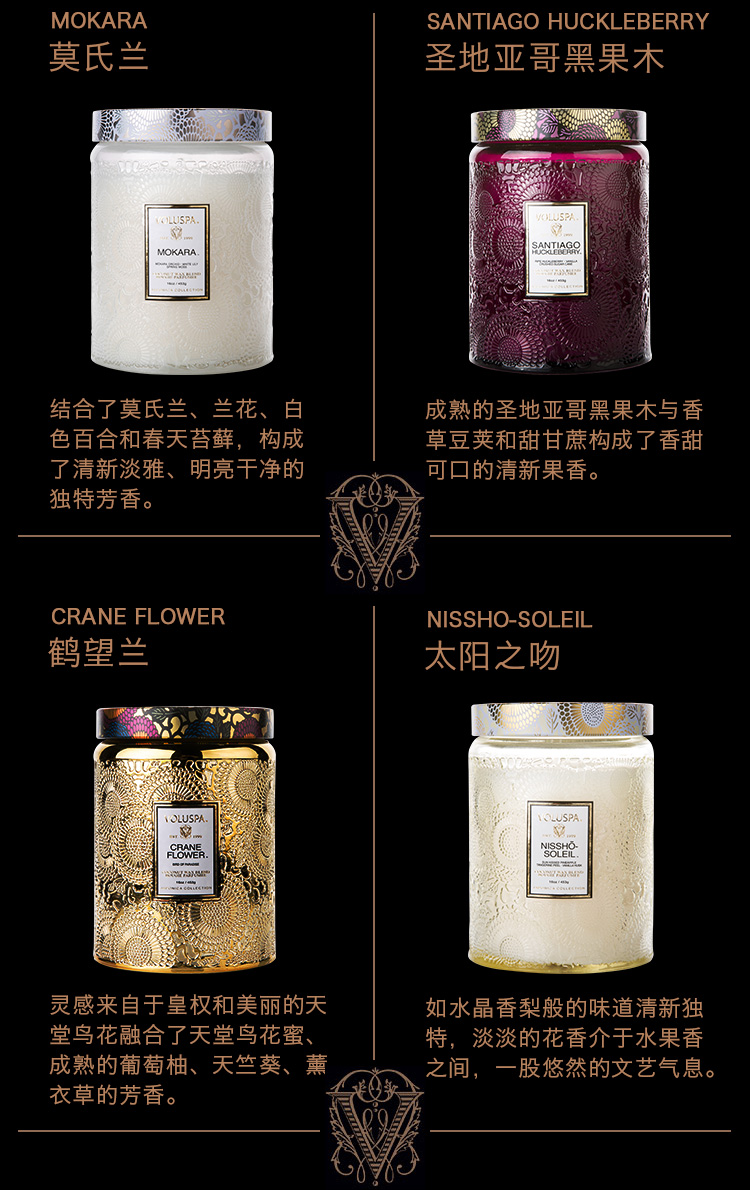 MOKARA
莫氏兰
VOLUSPA
MOKARA
结合了莫氏兰、兰花、白
色百合和春天苔藓，构成
了清新淡雅、明亮干净的
独特芳香。
SANTIAGO HUCKLEBERRY
圣地亚哥黑果木
VOLUSPA
SANTIAGO
HUCKLEBERRY
成熟的圣地亚哥黑果木与香
草豆荚和甜甘蔗构成了香甜
可口的清新果香。
CRANE FLOWER
鹤望兰
VOLUSPA
CRANE
FLOWER
BIRD OF PARADISE
灵感来自于皇权和美丽的天
堂鸟花融合了天堂鸟花蜜、
成熟的葡萄柚、天竺葵、薰
衣草的芳香。
NISSHO-SOLEIL
太阳之吻
VOLUSPA
NISSHŌ-
SOLEIL
如水晶香梨般的味道清新独
特，淡淡的花香介于水果香
之间，一股悠然的文艺气息。